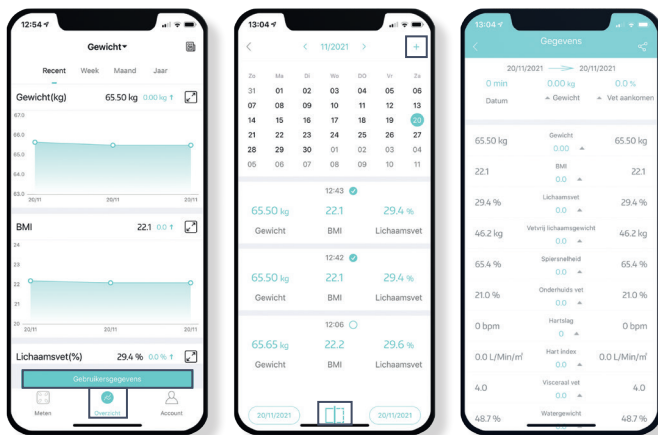 12:54
Gewicht
Recent Week Maand Jaar
Gewicht(kg) 65.50 kg 0.00 kg ↑
67.0
66.0
65.0
64.0
63.0
20/11 20/11 20/11
BMI 22.1 0.0 ↑
24
23
22
21
20
20/11 20/11 20/11
Lichaamsvet(%) 29.4 % 0.0 % ↑
Gebruikersgegevens
Meten Overzicht Account
13:04
< < 11/2021 > +
Zo Ma Di Wo DO Vr Za
31 01 02 03 04 05 06
07 08 09 10 11 12 13
14 15 16 17 18 19 20
21 22 23 24 25 26 27
28 29 30 01 02 03 04
05 06 07 08 09 10 11
12:43
65.50 kg 22.1 29.4 %
Gewicht BMI Lichaamsvet
12:42
65.50 kg 22.1 29.4 %
Gewicht BMI Lichaamsvet
12:06
65.65 kg 22.2 29.6 %
Gewicht BMI Lichaamsvet
20/11/2021 20/11/2021
13:04
Gegevens
20/11/2021 20/11/2021
0 min 0.00 kg 0.0 %
Datum Gewicht Vet aankomen
Gewicht
65.50 kg 0.00 65.50 kg
BMI
22.1 0.0 22.1
Lichaamsvet
29.4 % 0.0 29.4 %
Vetvrij lichaamsgewicht
46.2 kg 0.0 46.2 kg
Spiersnelheid
65.4 % 0.0 65.4 %
Onderhuids vet
21.0 % 0.0 21.0 %
Hartslag
0 bpm 0 0 bpm
Hart Index
0.0 L/Min/m² 0.0 0.0 L/Min/m²
Visceraal vet
4.0 0.0 4.0
Watergewicht
48.7 % 0.0 48.7 %